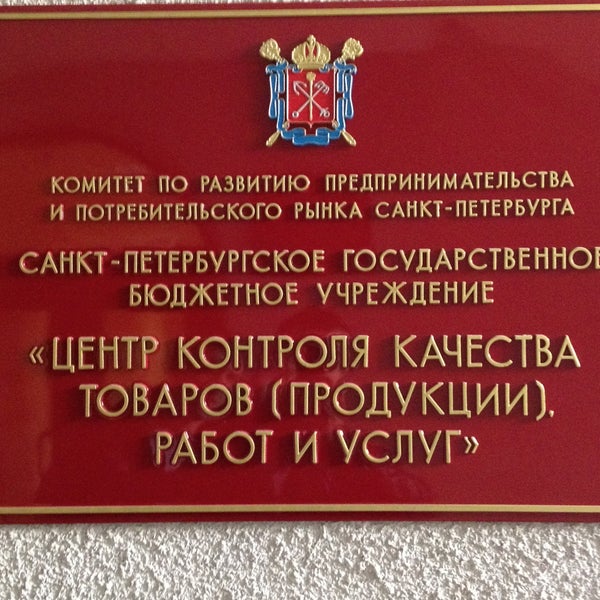 КОМИТЕТ ПО РАЗВИТИЮ ПРЕДПРИНИМАТЕЛЬСТВА
И ПОТРЕБИТЕЛЬСКОГО РЫНКА САНКТ-ПЕТЕРБУРГА
САНКТ-ПЕТЕРБУРГСКОЕ ГОСУДАРСТВЕННОЕ
БЮДЖЕТНОЕ УЧРЕЖДЕНИЕ
«ЦЕНТР КОНТРОЛЯ КАЧЕСТВА
ТОВАРОВ (ПРОДУКЦИИ),
РАБОТ И УСЛУГ»